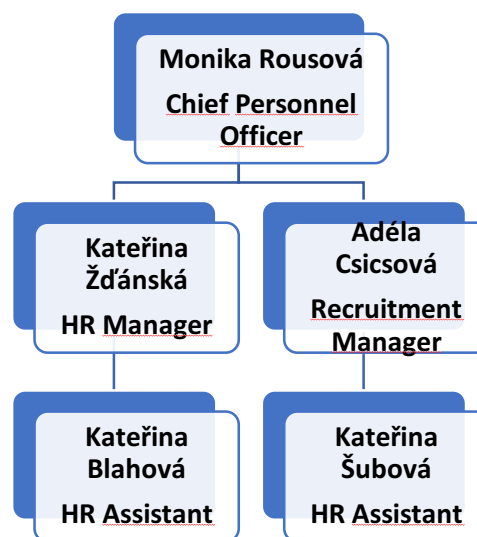 Monika Rousová
Chief Personnel
Officer
Kateřina
Žďánská
HR Manager
Adéla
Csicsová
Recruitment
Manager
Kateřina
Blahová
HR Assistant
Kateřina
Šubová
HR Assistant